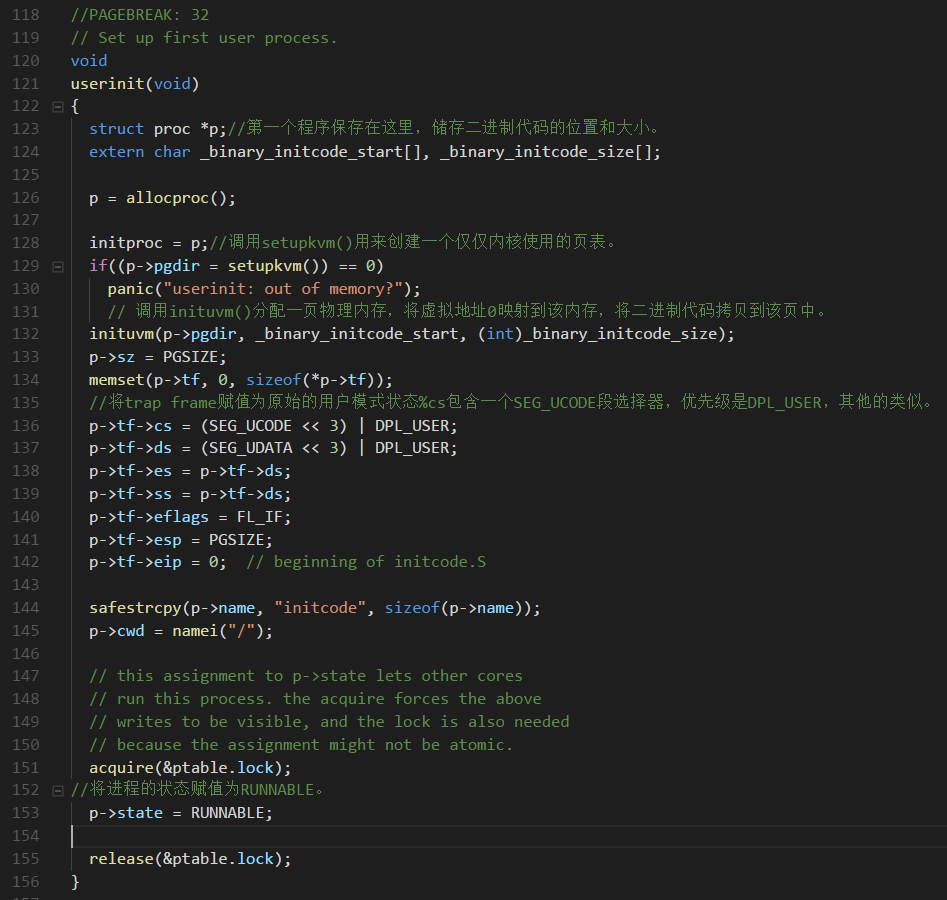 118 //PAGEBREAK: 32
119 // Set up first user process.
120 void
121 userinit(void)
122 {
123 struct proc *p;//第一个程序保存在这里，储存二进制代码的位置和大小。
124 extern char _binary_initcode_start[], _binary_initcode_size[];
125
126 p = allocproc();
127
128 initproc = p;//调用setupkvm()用来创建一个仅仅内核使用的页表。
129 if((p->pgdir = setupkvm()) == 0)
130 panic("userinit: out of memory?");
131 // 调用inituvm()分配一页物理内存，将虚拟地址0映射到该内存，将二进制代码拷贝到该页中。
132 inituvm(p->pgdir, _binary_initcode_start, (int)_binary_initcode_size);
133 p->sz = PGSIZE;
134 memset(p->tf, 0, sizeof(*p->tf));
135 //将trap frame赋值为原始的用户模式状态%cs包含一个SEG_UCODE段选择器，优先级是DPL_USER，其他的类似。
136 p->tf->cs = (SEG_UCODE << 3) | DPL_USER;
137 p->tf->ds = (SEG_UDATA << 3) | DPL_USER;
138 p->tf->es = p->tf->ds;
139 p->tf->ss = p->tf->ds;
140 p->tf->eflags = FL_IF;
141 p->tf->esp = PGSIZE;
142 p->tf->eip = 0;  // beginning of initcode.S
143
144 safestrcpy(p->name, "initcode", sizeof(p->name));
145 p->cwd = namei("/");
146
147 // this assignment to p->state lets other cores
148 // run this process. the acquire forces the above
149 // writes to be visible, and the lock is also needed
150 // because the assignment might not be atomic.
151 acquire(&ptable.lock);
152 //将进程的状态赋值为RUNNABLE。
153 p->state = RUNNABLE;
154
155 release(&ptable.lock);
156 }